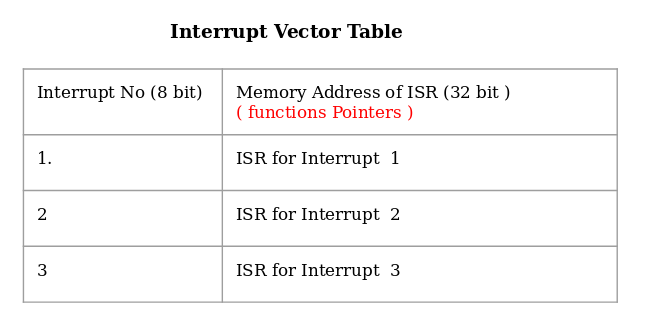 Interrupt Vector Table
Interrupt No (8 bit)
Memory Address of ISR (32 bit )
( functions Pointers )
1.
ISR for Interrupt  1
2
ISR for Interrupt  2
3
ISR for Interrupt  3